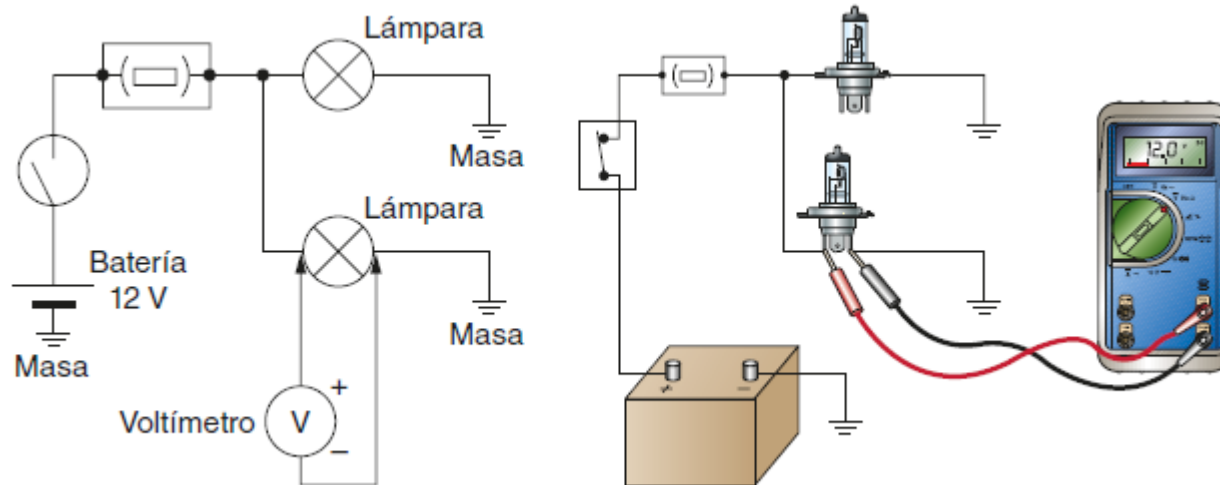 Lámpara
Masa
Lámpara
Batería
12 V
Masa
Masa
+
Voltímetro
V
–
12.0
+
–